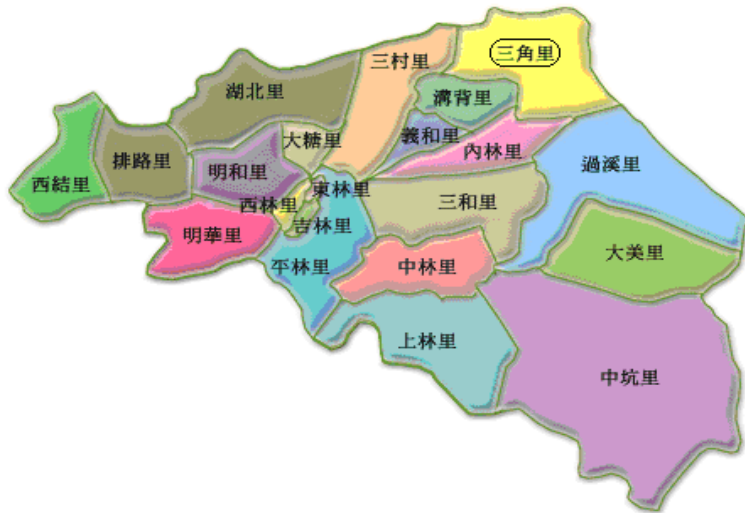 三角里
三村里
湖北里
溝背里
大糖里
義和里
內林里
排路里
明和里
過溪里
西結里
東林里
西林里
三和里
吉林里
明華里
大美里
平林里
中林里
上林里
中坑里